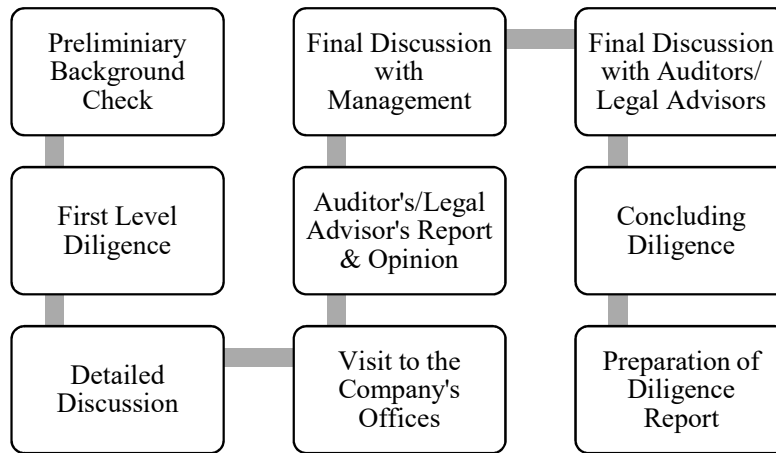 Preliminiary
Background
Check
First Level
Diligence
Detailed
Discussion
Visit to the
Company's
Offices
Auditor's/Legal
Advisor's Report
& Opinion
Final Discussion
with
Management
Final Discussion
with Auditors/
Legal Advisors
Concluding
Diligence
Preparation of
Diligence
Report